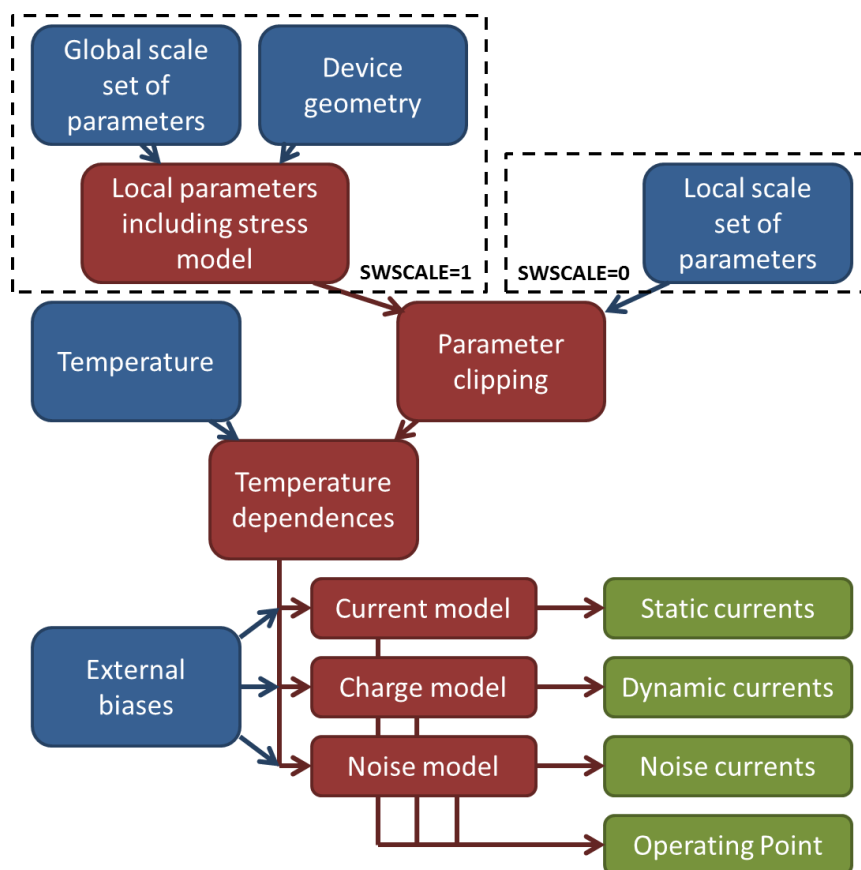 Global scale
set of
parameters
Device
geometry
Local parameters
including stress
model
SWSCALE=1
Local scale
set of
parameters
SWSCALE=0
Temperature
Parameter
clipping
Temperature
dependences
External
biases
Current model
Static currents
Charge model
Dynamic currents
Noise model
Noise currents
Operating Point